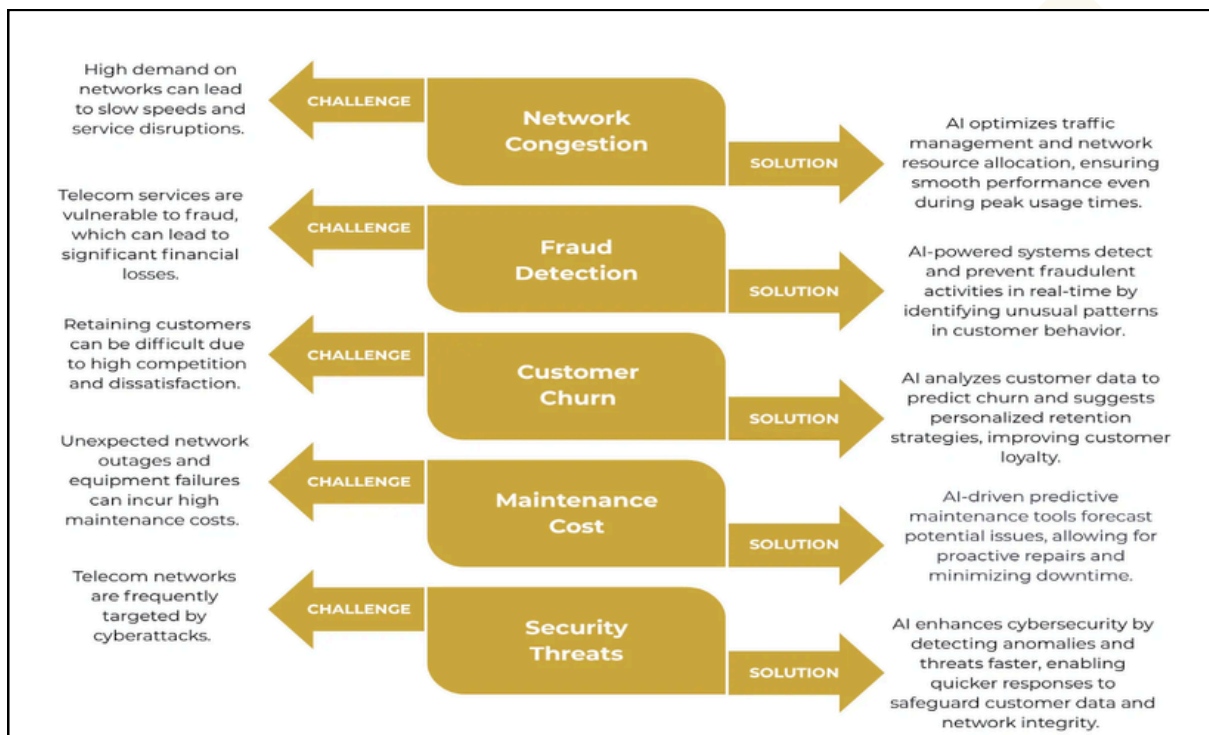 High demand on
networks can lead
to slow speeds and
service disruptions.
CHALLENGE
Network
Congestion
SOLUTION
AI optimizes traffic
management and network
resource allocation, ensuring
smooth performance even
during peak usage times.
Telecom services are
vulnerable to fraud,
which can lead to
significant financial
losses.
CHALLENGE
Fraud
Detection
SOLUTION
AI-powered systems detect
and prevent fraudulent
activities in real-time by
identifying unusual patterns
in customer behavior.
Retaining customers
can be difficult due
to high competition
and dissatisfaction.
CHALLENGE
Customer
Churn
SOLUTION
AI analyzes customer data to
predict churn and suggests
personalized retention
strategies, improving customer
loyalty.
Unexpected network
outages and
equipment failures
can incur high
maintenance costs.
CHALLENGE
Maintenance
Cost
SOLUTION
AI-driven predictive
maintenance tools forecast
potential issues, allowing for
proactive repairs and
minimizing downtime.
Telecom networks
are frequently
targeted by
cyberattacks.
CHALLENGE
Security
Threats
SOLUTION
AI enhances cybersecurity by
detecting anomalies and
threats faster, enabling
quicker responses to
safeguard customer data and
network integrity.